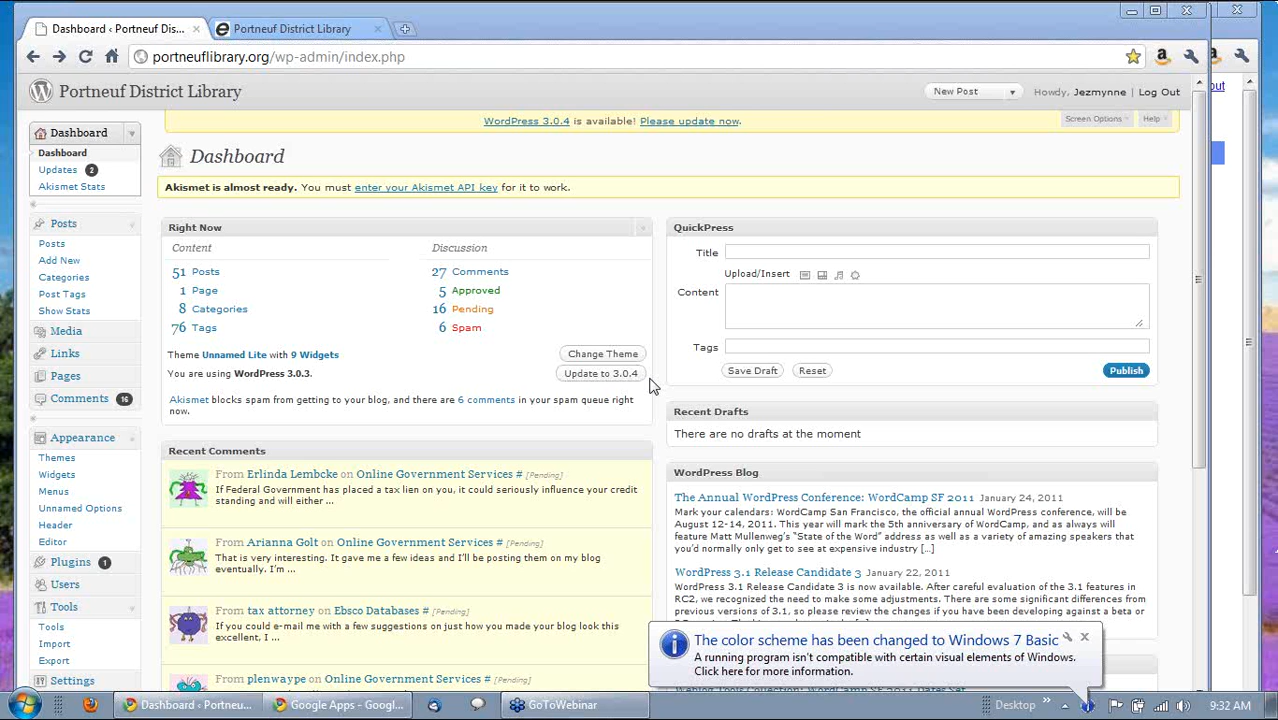 Dashboard ‹ Portneuf Dis...
Portneuf District Library
portneuflibrary.org/wp-admin/index.php
Portneuf District Library
New Post
Howdy, Jezmynne | Log Out
out
WordPress 3.0.4 is available! Please update now.
Screen Options
Help
Dashboard
Dashboard
Updates 2
Akismet Stats
Posts
Posts
Add New
Categories
Post Tags
Show Stats
Media
Links
Pages
Comments 16
Appearance
Themes
Widgets
Menus
Unnamed Options
Header
Editor
Plugins 1
Users
Tools
Tools
Import
Export
Settings
Dashboard
Akismet is almost ready. You must enter your Akismet API key for it to work.
Right Now
Content
51 Posts
1 Page
8 Categories
76 Tags
Discussion
27 Comments
5 Approved
16 Pending
6 Spam
Theme Unnamed Lite with 9 Widgets
Change Theme
You are using WordPress 3.0.3.
Update to 3.0.4
Akismet blocks spam from getting to your blog, and there are 6 comments in your spam queue right
now.
Recent Comments
From Erlinda Lembcke on Online Government Services # [Pending]
If Federal Government has placed a tax lien on you, it could seriously influence your credit
standing and will either ...
From Arianna Golt on Online Government Services # [Pending]
That is very interesting. It gave me a few ideas and I'll be posting them on my blog
eventually. I'm ...
From tax attorney on Ebsco Databases # [Pending]
If you could e-mail me with a few suggestions on just how you made your blog look this
excellent, I ...
From plenwaype on Online Government Services # [Pending]
QuickPress
Title
Upload/Insert
Content
Tags
Save Draft
Reset
Publish
Recent Drafts
There are no drafts at the moment
WordPress Blog
The Annual WordPress Conference: WordCamp SF 2011 January 24, 2011
Mark your calendars: WordCamp San Francisco, the official annual WordPress conference, will be
August 12-14, 2011. This year will mark the 5th anniversary of WordCamp, and as always will
feature Matt Mullenweg's "State of the Word" address as well as a variety of amazing speakers that
you'd normally only get to see at expensive industry [...]
WordPress 3.1 Release Candidate 3 January 22, 2011
WordPress 3.1 Release Candidate 3 is now available. After careful evaluation of the 3.1 features in
RC2, we recognized the need to make some adjustments. There are some significant differences from
previous versions of 3.1, so please review the changes if you have been developing against a beta or
The color scheme has been changed to Windows 7 Basic
A running program isn't compatible with certain visual elements of Windows.
Click here for more information.
Dashboard ‹ Portneu...
Google Apps - Googl...
GoToWebinar
Desktop
9:32 AM